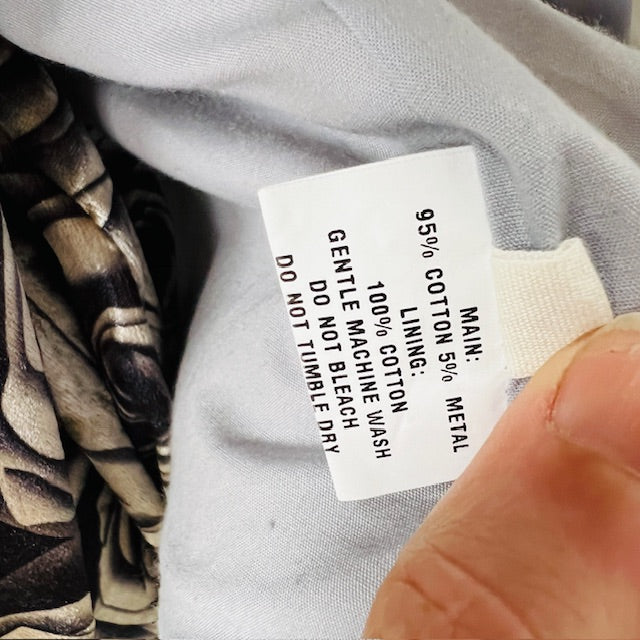 MAIN:
95% COTTON 5% METAL
LINING:
100% COTTON
GENTLE MACHINE WASH
DO NOT BLEACH
DO NOT TUMBLE DRY